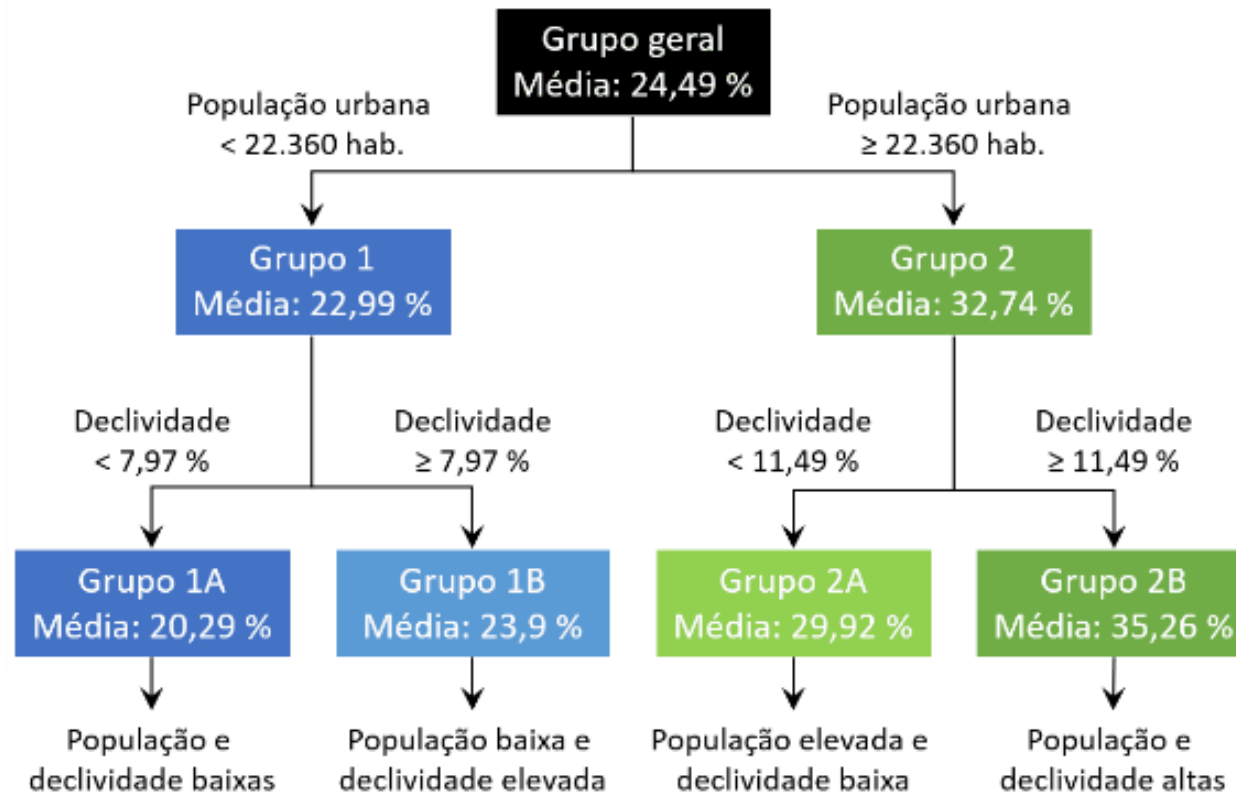 Grupo geral
Média: 24,49 %
População urbana
< 22.360 hab.
População urbana
≥ 22.360 hab.
Grupo 1
Média: 22,99 %
Grupo 2
Média: 32,74 %
Declividade
< 7,97 %
Declividade
≥ 7,97 %
Declividade
< 11,49 %
Declividade
≥ 11,49 %
Grupo 1A
Média: 20,29 %
Grupo 1B
Média: 23,9 %
Grupo 2A
Média: 29,92 %
Grupo 2B
Média: 35,26 %
População e
declividade baixas
População baixa e
declividade elevada
População elevada e
declividade baixa
População e
declividade altas